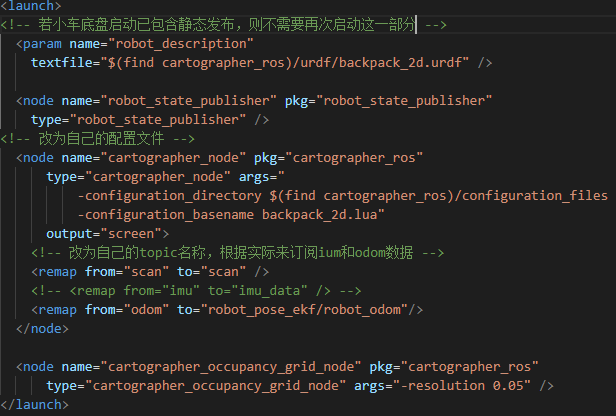 <launch>
<!-- 若小车底盘启动已包含静态发布，则不需要再次启动这一部分 -->
<param name="robot_description"
textfile="$(find cartographer_ros)/urdf/backpack_2d.urdf" />
<node name="robot_state_publisher" pkg="robot_state_publisher"
type="robot_state_publisher" />
<!-- 改为自己的配置文件 -->
<node name="cartographer_node" pkg="cartographer_ros"
type="cartographer_node" args="
-configuration_directory $(find cartographer_ros)/configuration_files
-configuration_basename backpack_2d.lua"
output="screen">
<!-- 改为自己的topic名称，根据实际来订阅ium和odom数据 -->
<remap from="scan" to="scan" />
<!-- <remap from="imu" to="imu_data" /> -->
<remap from="odom" to="robot_pose_ekf/robot_odom"/>
</node>
<node name="cartographer_occupancy_grid_node" pkg="cartographer_ros"
type="cartographer_occupancy_grid_node" args="-resolution 0.05" />
</launch>